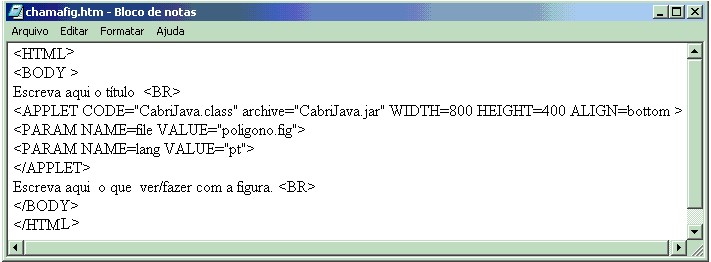 chamafig.htm - Bloco de notas
Arquivo Editar Formatar Ajuda
<HTML>
<BODY >
Escreva aqui o título <BR>
<APPLET CODE="CabriJava.class" archive="CabriJava.jar" WIDTH=800 HEIGHT=400 ALIGN=bottom >
<PARAM NAME=file VALUE="poligono.fig">
<PARAM NAME=lang VALUE="pt">
</APPLET>
Escreva aqui o que ver/fazer com a figura. <BR>
</BODY>
</HTML>